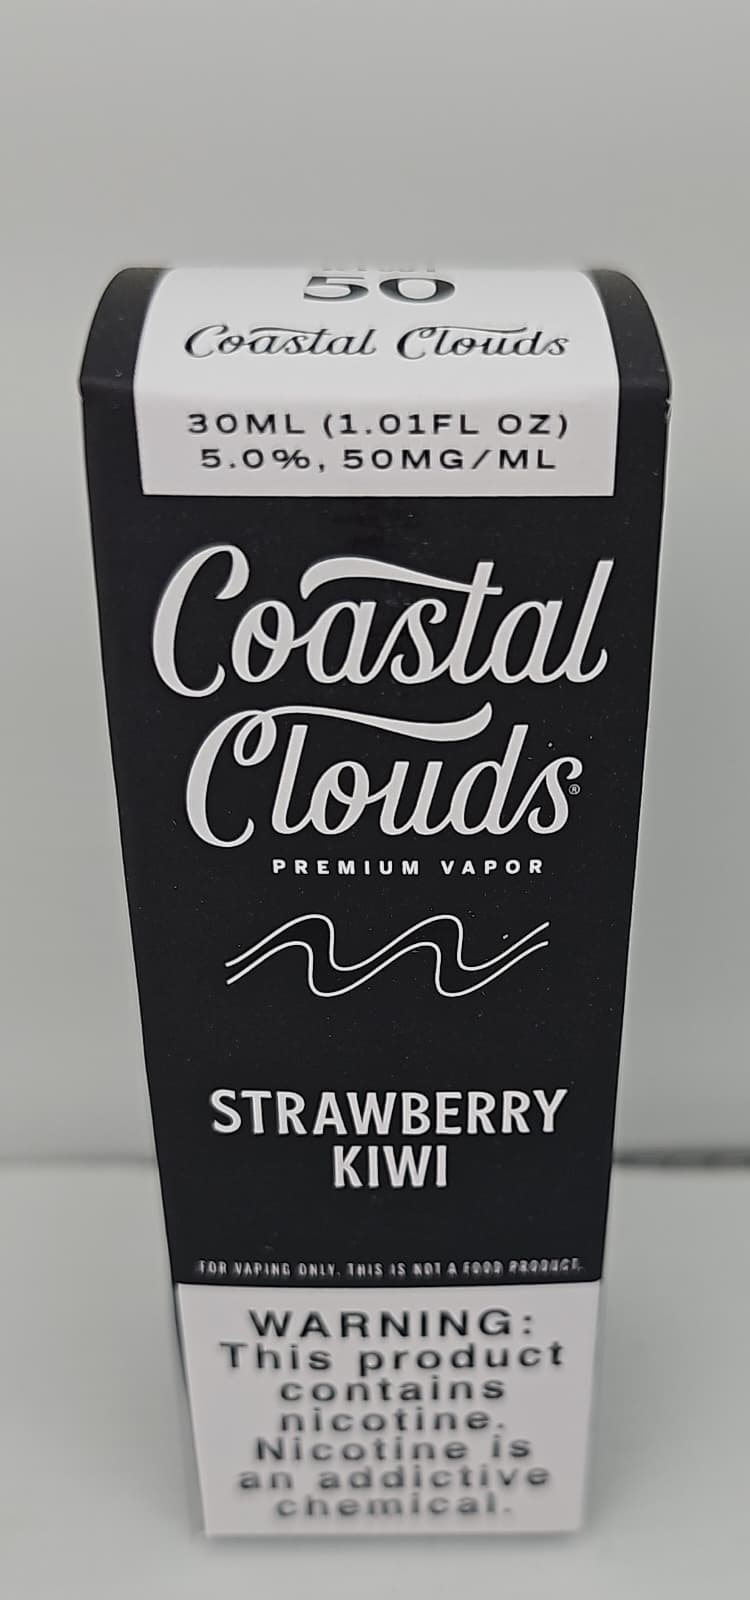 50
Coastal Clouds
30ML (1.01FL OZ)
5.0%, 50MG/ML
Coastal
Clouds®
PREMIUM VAPOR
STRAWBERRY
KIWI
FOR VAPING ONLY. THIS IS NOT A FOOD PRODUCT.
WARNING:
This product
contains
nicotine.
Nicotine is
an addictive
chemical.